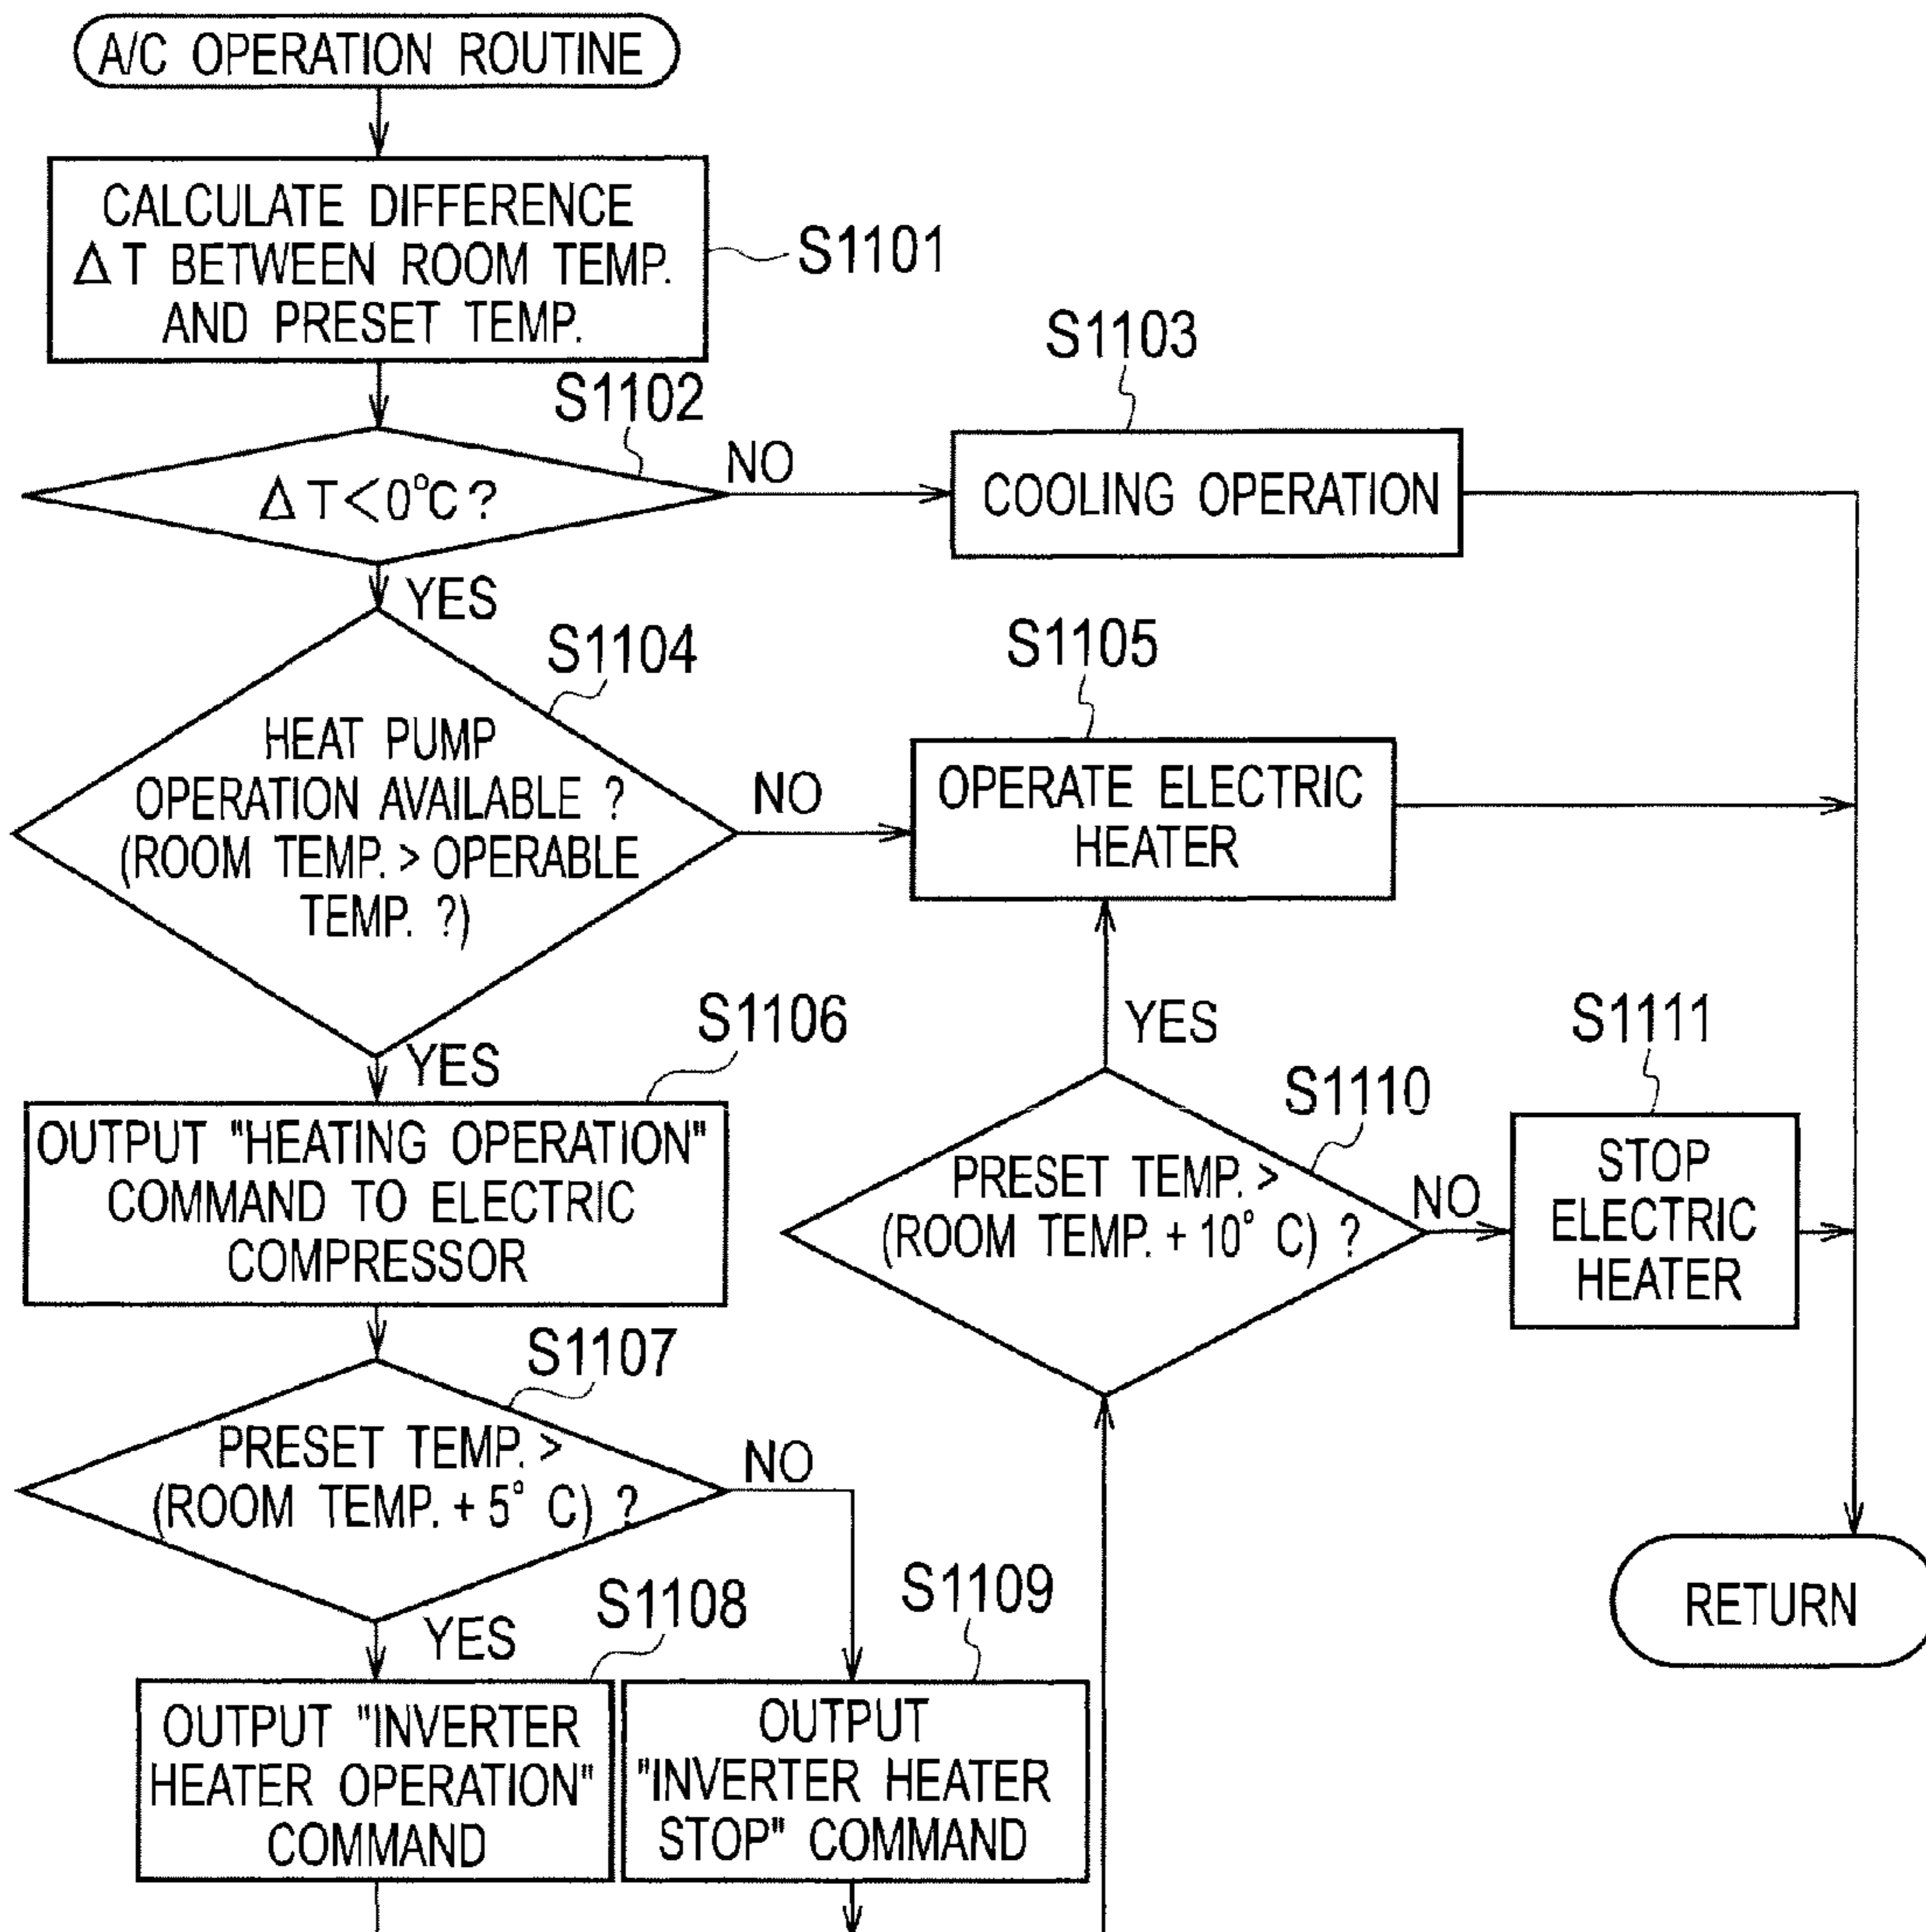 A/C OPERATION ROUTINE
CALCULATE DIFFERENCE
ΔT BETWEEN ROOM TEMP.
AND PRESET TEMP.
S1101
S1102
ΔT<0°C?
NO
YES
S1103
COOLING OPERATION
S1104
HEAT PUMP
OPERATION AVAILABLE ?
(ROOM TEMP. > OPERABLE
TEMP. ?)
NO
YES
S1105
OPERATE ELECTRIC
HEATER
S1106
OUTPUT "HEATING OPERATION"
COMMAND TO ELECTRIC
COMPRESSOR
S1107
PRESET TEMP. >
(ROOM TEMP. + 5° C) ?
NO
YES
S1108
OUTPUT "INVERTER
HEATER OPERATION"
COMMAND
S1109
OUTPUT
"INVERTER HEATER
STOP" COMMAND
YES
S1110
PRESET TEMP. >
(ROOM TEMP. + 10° C) ?
NO
S1111
STOP
ELECTRIC
HEATER
RETURN